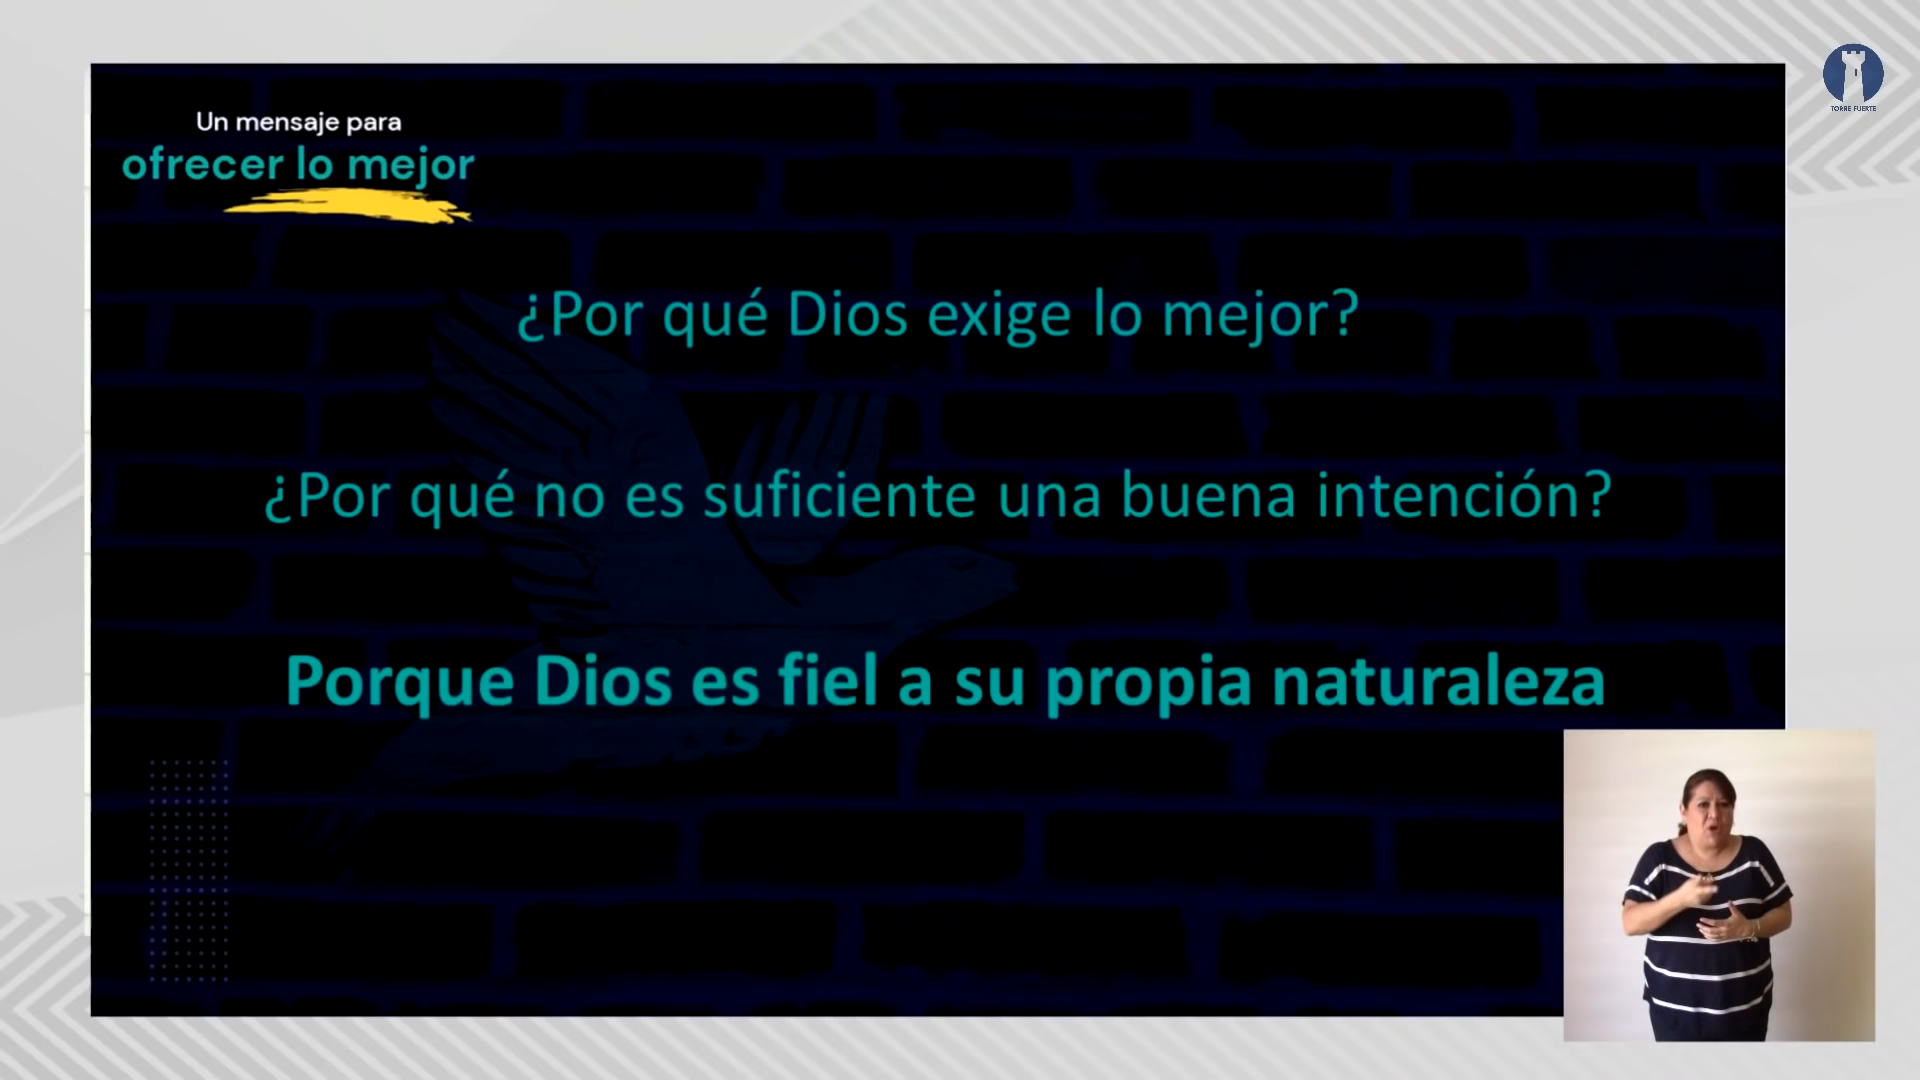 Un mensaje para
ofrecer lo mejor
TORRE FUERTE
¿Por qué Dios exige lo mejor?
¿Por qué no es suficiente una buena intención?
Porque Dios es fiel a su propia naturaleza